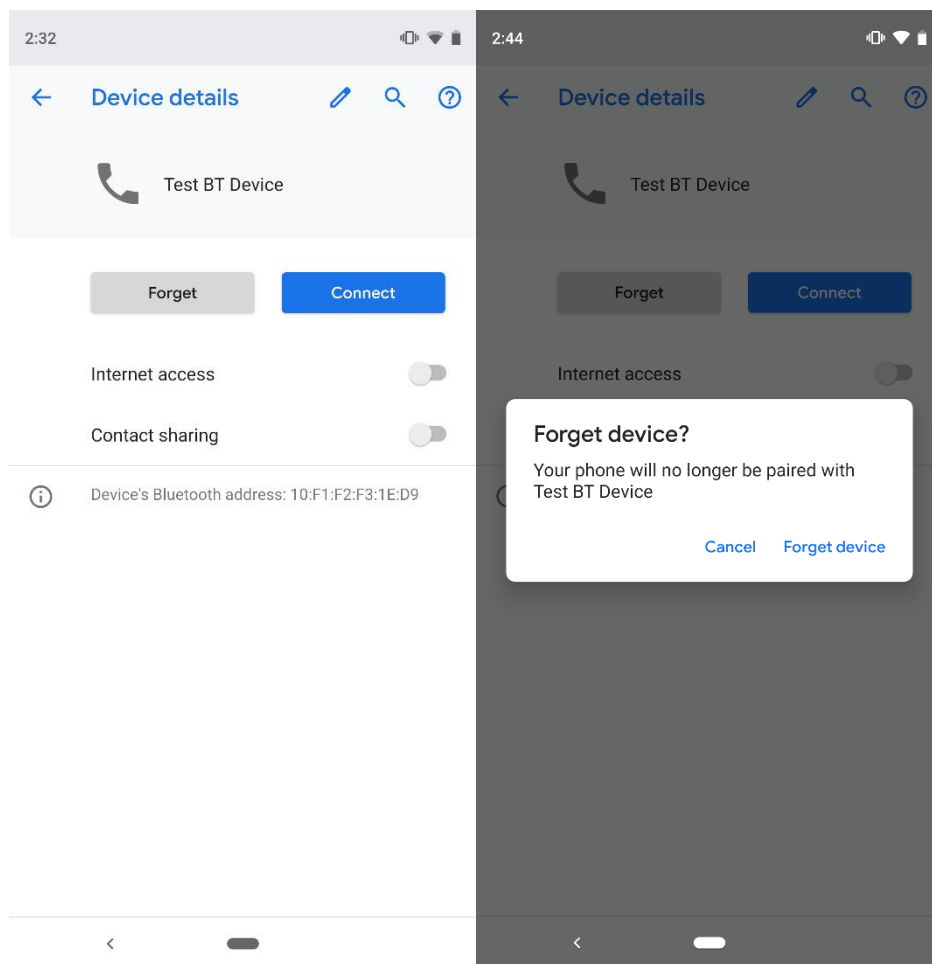 2:32
Device details
Test BT Device
Forget
Connect
Internet access
Contact sharing
Device's Bluetooth address: 10:F1:F2:F3:1E:D9
2:44
Device details
Test BT Device
Forget
Connect
Internet access
Forget device?
Your phone will no longer be paired with
Test BT Device
Cancel
Forget device